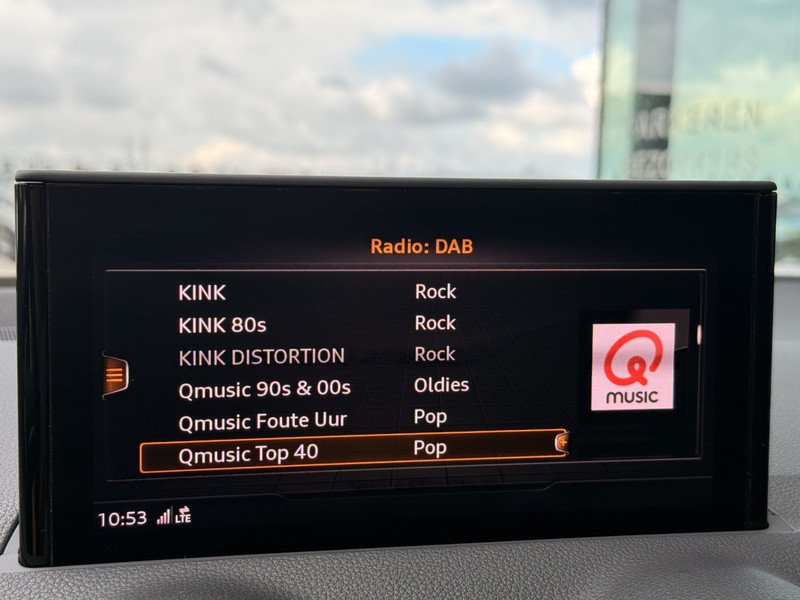 Radio: DAB
KINK Rock
KINK 80s Rock
KINK DISTORTION Rock
Qmusic 90s & 00s Oldies
Qmusic Foute Uur Pop
Qmusic Top 40 Pop
Q
MUSIC
10:53 LTE